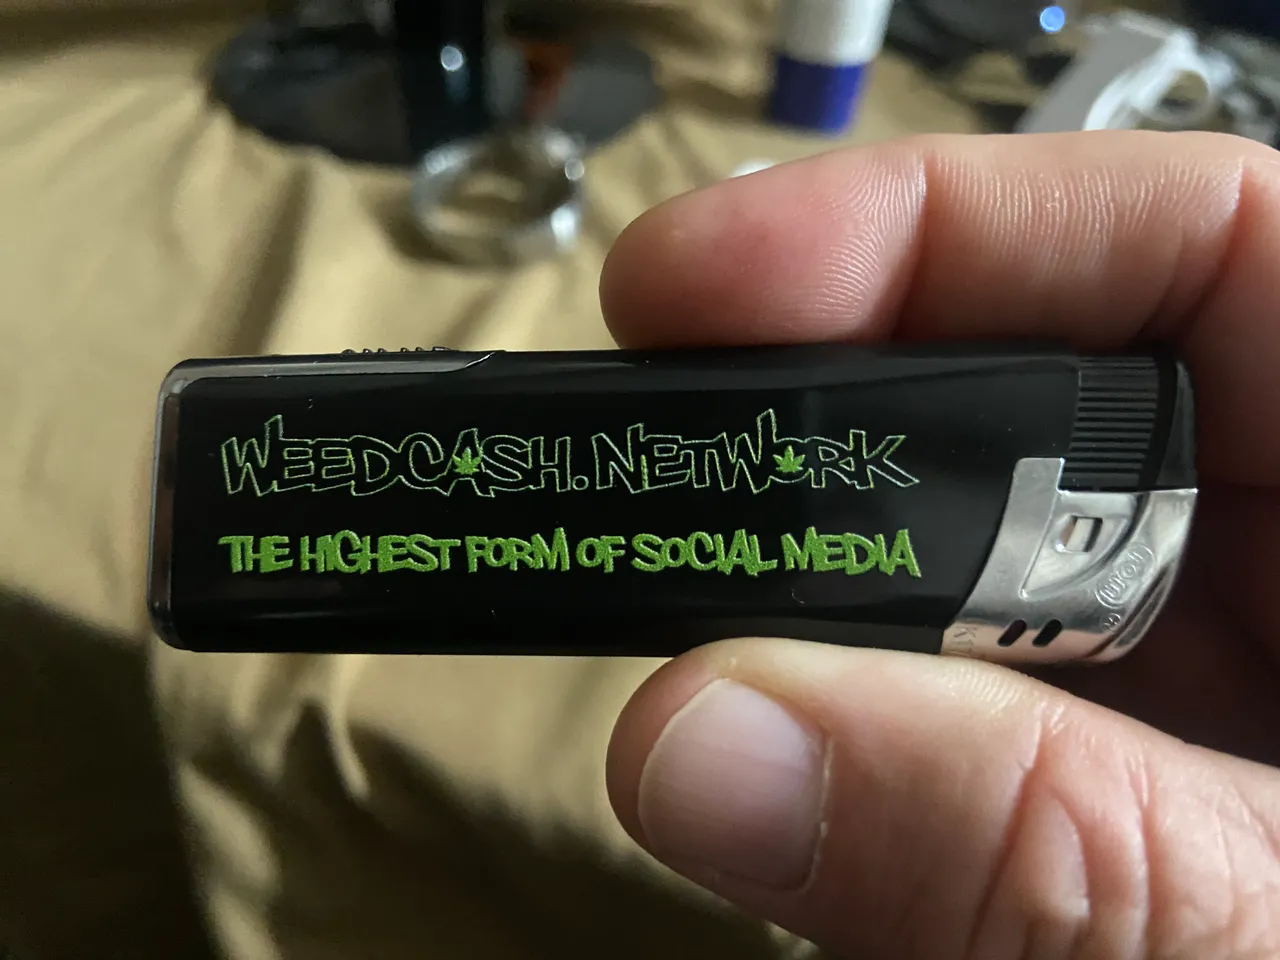 WEEDCASH.NETWORK
THE HIGHEST FORM OF SOCIAL MEDIA